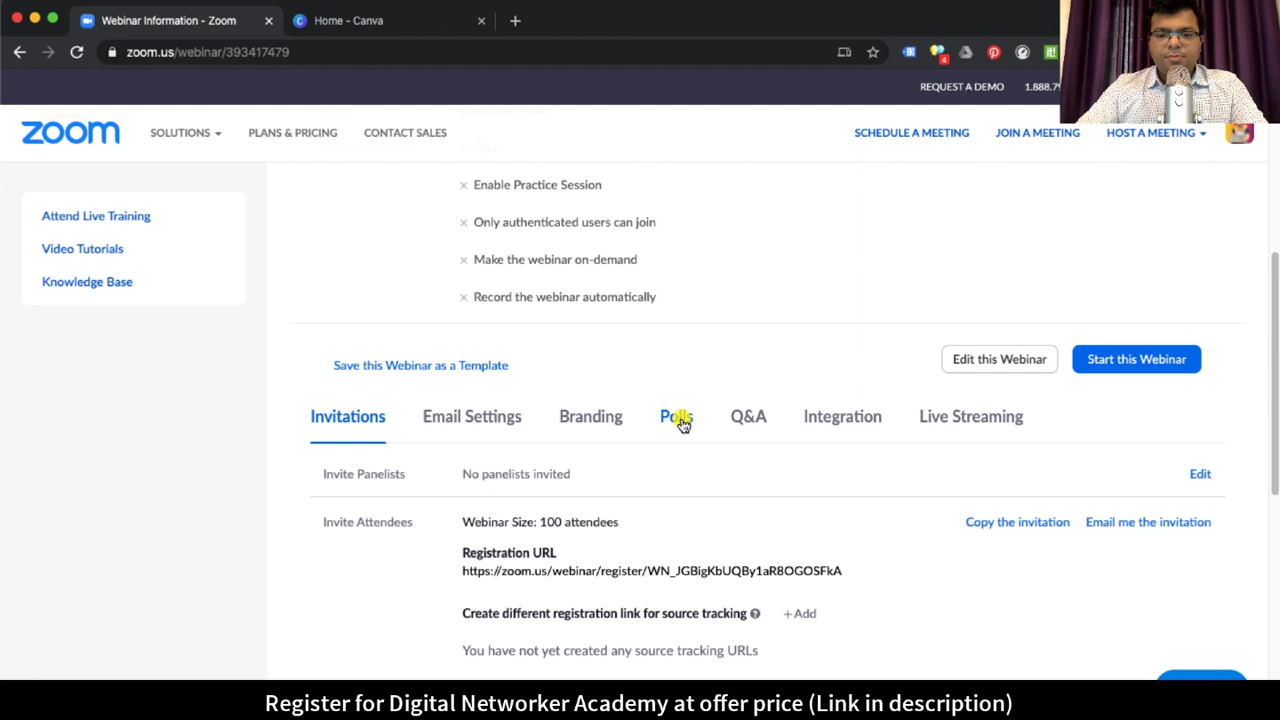 Webinar Information - Zoom
Home - Canva
zoom.us/webinar/393417479
4
it!
REQUEST A DEMO
1.888.79
zoom
SOLUTIONS
PLANS & PRICING
CONTACT SALES
SCHEDULE A MEETING
JOIN A MEETING
HOST A MEETING
Attend Live Training
Video Tutorials
Knowledge Base
Q&A
Enable Practice Session
Only authenticated users can join
Make the webinar on-demand
Record the webinar automatically
Save this Webinar as a Template
Edit this Webinar
Start this Webinar
Invitations
Email Settings
Branding
Polls
Q&A
Integration
Live Streaming
Invite Panelists
No panelists invited
Edit
Invite Attendees
Webinar Size: 100 attendees
Copy the invitation
Email me the invitation
Registration URL
https://zoom.us/webinar/register/WN_JGBigKbUQBy1aR8OGOSFkA
Create different registration link for source tracking
+Add
You have not yet created any source tracking URLs
Register for Digital Networker Academy at offer price (Link in description)